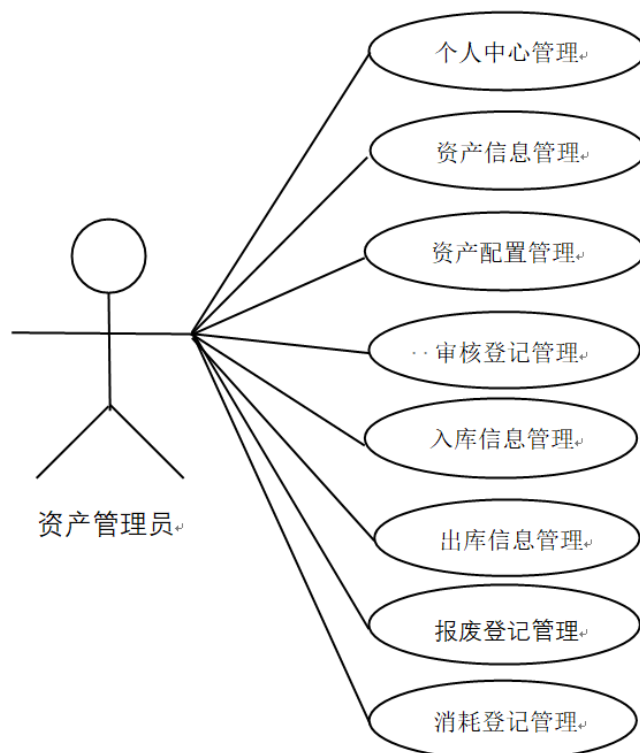 个人中心管理
资产信息管理
资产配置管理
审核登记管理
入库信息管理
资产管理员
出库信息管理
报废登记管理
消耗登记管理